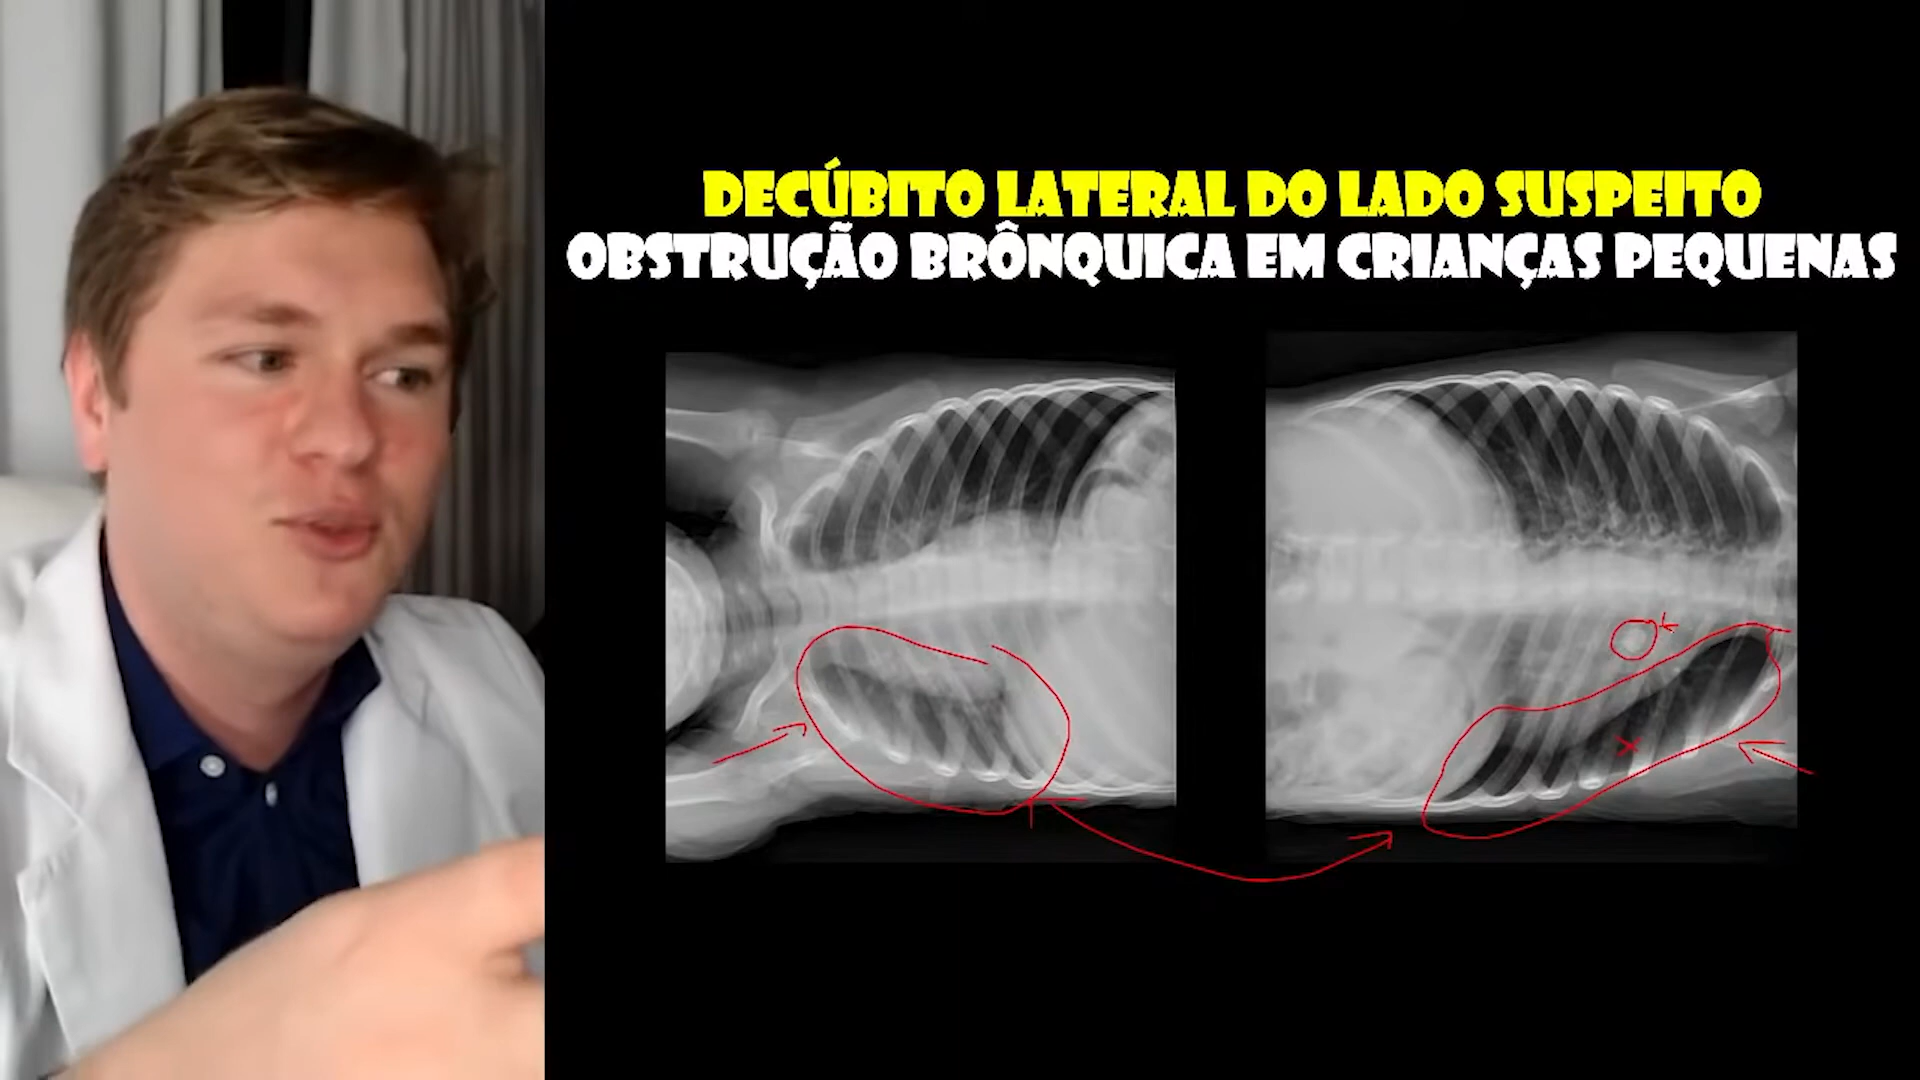 DECÚBITO LATERAL DO LADO SUSPEITO
OBSTRUÇÃO BRÔNQUICA EM CRIANÇAS PEQUENAS